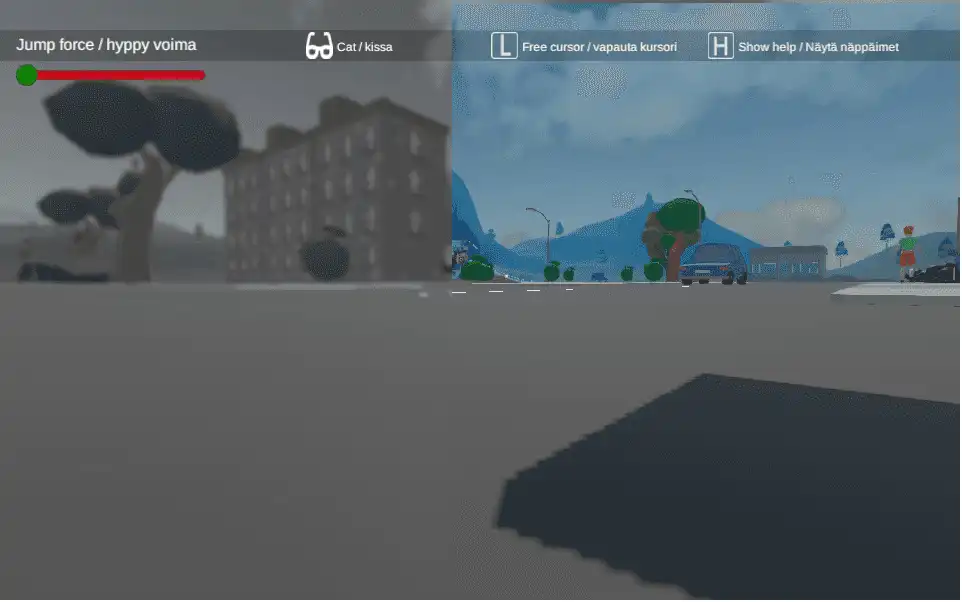 Jump force / hyppy voima
Cat / kissa
L Free cursor / vapauta kursori
H Show help / Näytä näppäimet